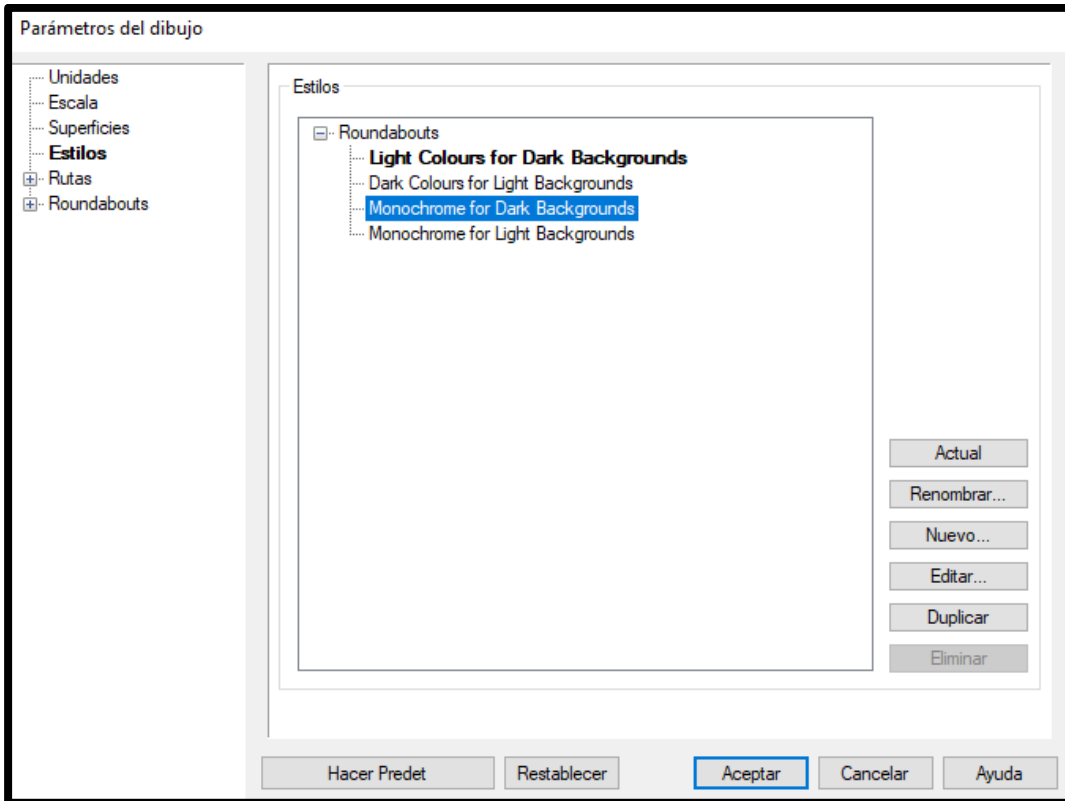 Parámetros del dibujo
Unidades
Escala
Superficies
Estilos
Rutas
Roundabouts
Estilos
Roundabouts
Light Colours for Dark Backgrounds
Dark Colours for Light Backgrounds
Monochrome for Dark Backgrounds
Monochrome for Light Backgrounds
Actual
Renombrar...
Nuevo...
Editar...
Duplicar
Eliminar
Hacer Predet Restablecer Aceptar Cancelar Ayuda